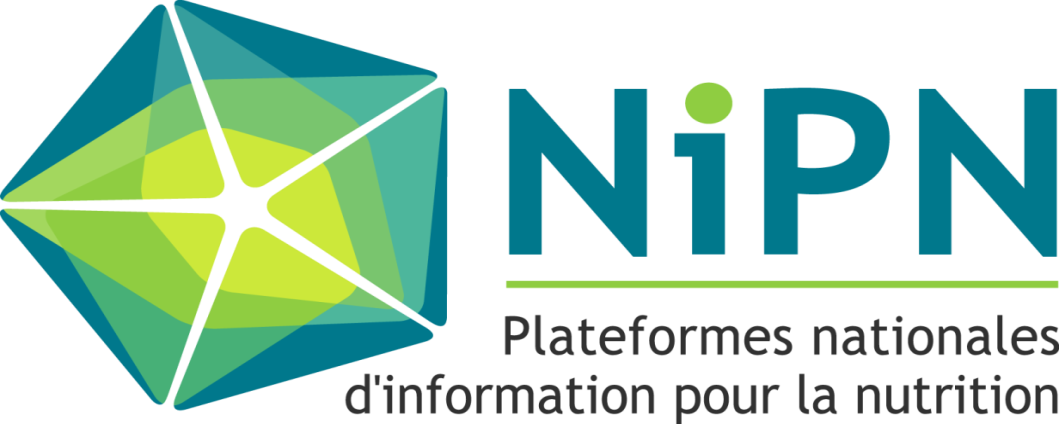 NiPN
Plateformes nationales
d'information pour la nutrition